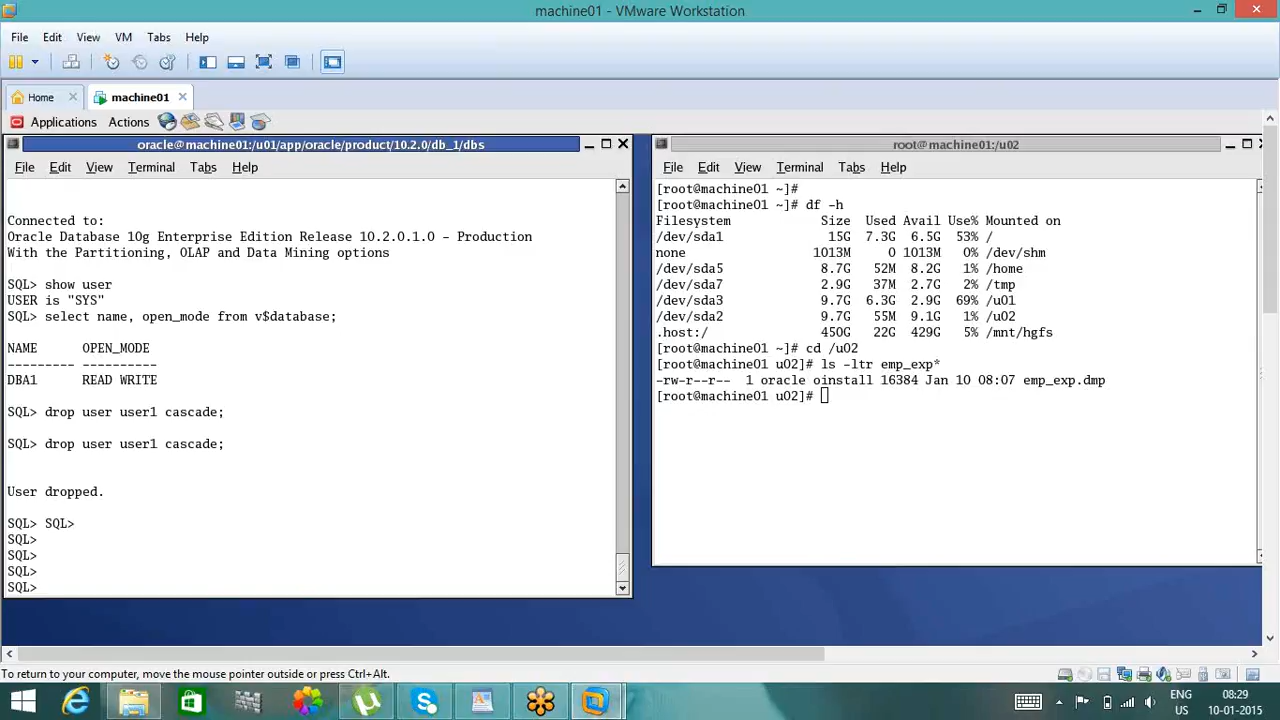 machine01 - VMware Workstation
File Edit View VM Tabs Help
Home machine01
Applications Actions
oracle@machine01:/u01/app/oracle/product/10.2.0/db_1/dbs
File Edit View Terminal Tabs Help
Connected to:
Oracle Database 10g Enterprise Edition Release 10.2.0.1.0 – Production
With the Partitioning, OLAP and Data Mining options
SQL> show user
USER is "SYS"
SQL> select name, open_mode from v$database;
NAME      OPEN_MODE
--------- ----------
DBA1      READ WRITE
SQL> drop user user1 cascade;
SQL> drop user user1 cascade;
User dropped.
SQL> SQL>
SQL>
SQL>
SQL>
SQL>
root@machine01:/u02
File Edit View Terminal Tabs Help
[root@machine01 ~]#
[root@machine01 ~]# df -h
Filesystem            Size  Used Avail Use% Mounted on
/dev/sda1              15G  7.3G  6.5G  53% /
none                 1013M     0 1013M   0% /dev/shm
/dev/sda5             8.7G   52M  8.2G   1% /home
/dev/sda7             2.9G   37M  2.7G   2% /tmp
/dev/sda3             9.7G  6.3G  2.9G  69% /u01
/dev/sda2             9.7G   55M  9.1G   1% /u02
.host:/               450G   22G  429G   5% /mnt/hgfs
[root@machine01 ~]# cd /u02
[root@machine01 u02]# ls -ltr emp_exp*
-rw-r--r-- 1 oracle oinstall 16384 Jan 10 08:07 emp_exp.dmp
[root@machine01 u02]#
To return to your computer, move the mouse pointer outside or press Ctrl+Alt.
ENG
US
08:29
10-01-2015